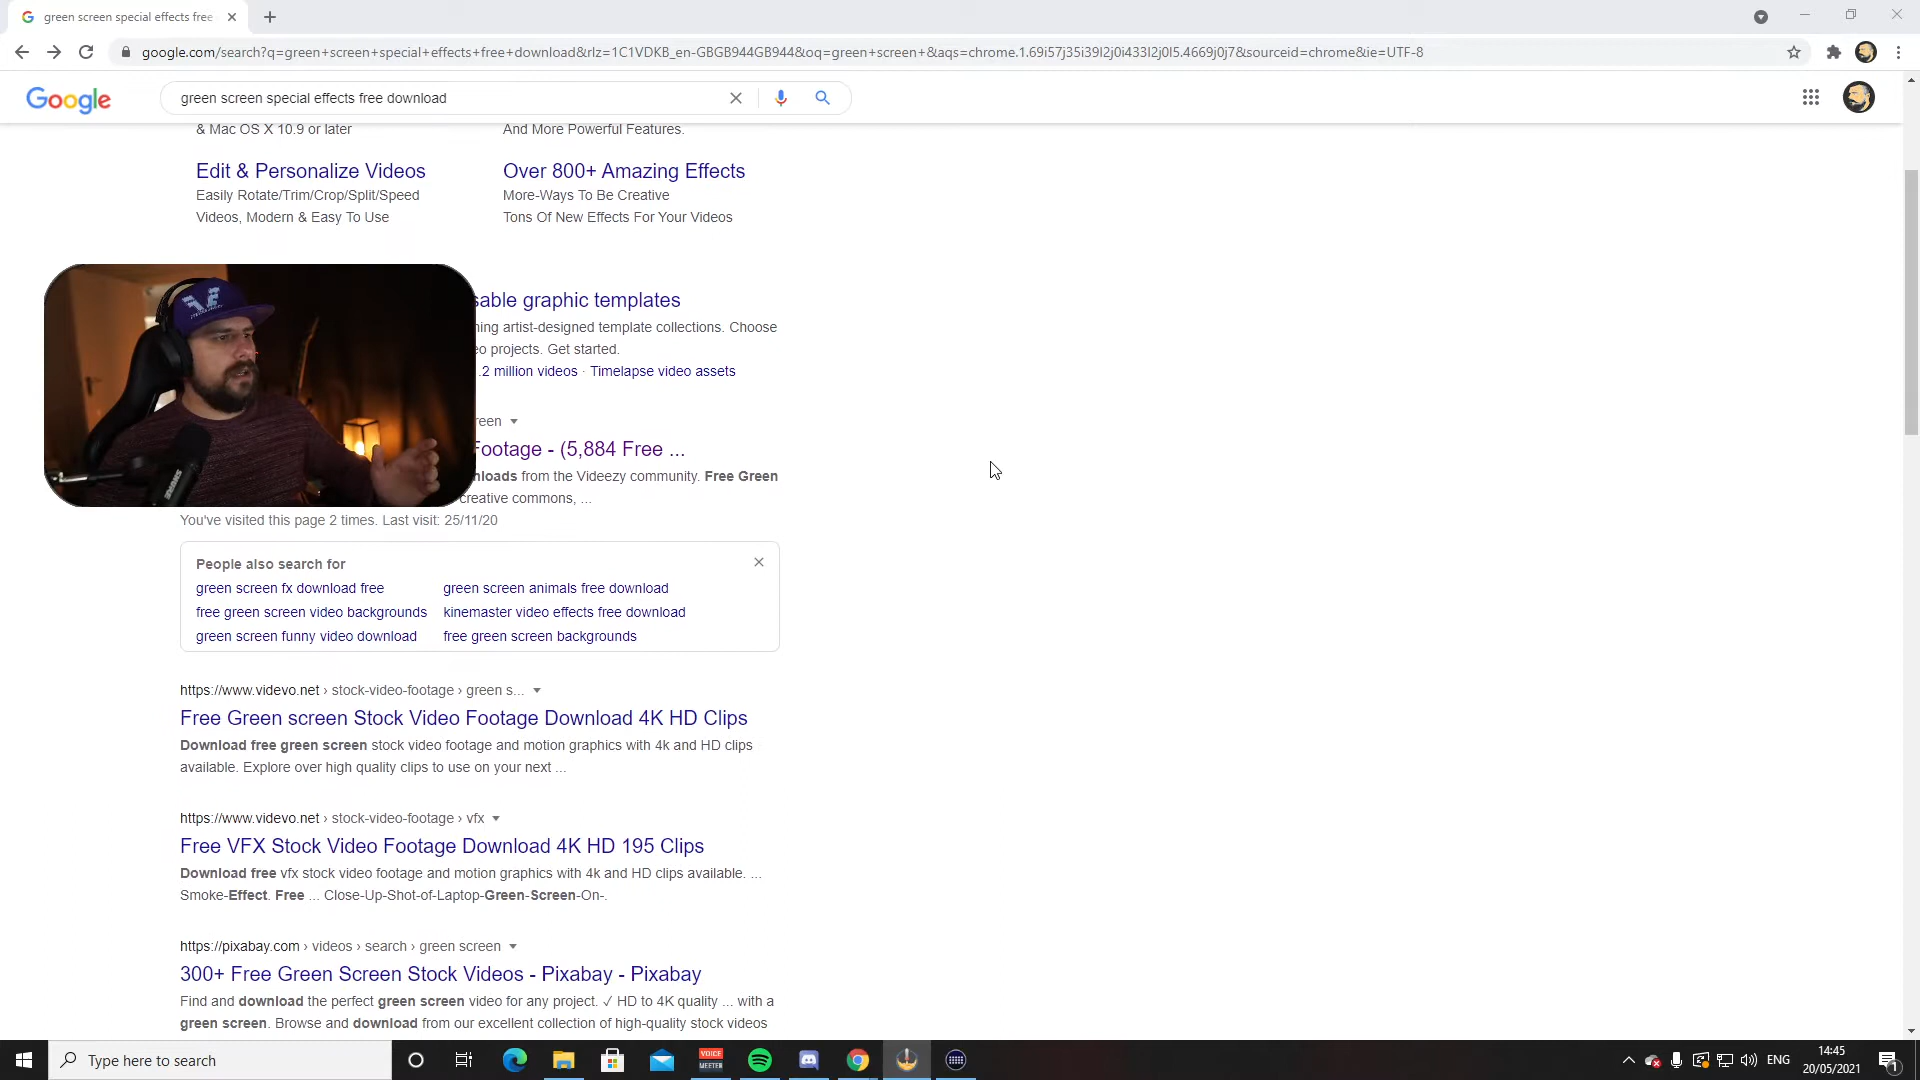 green screen special effects free
google.com/search?q=green+screen+special+effects+free+download&rlz=1C1VDKB_en-GBGB944GB944&oq=green+screen+&aqs=chrome.1.69i57j35i39l2j0i433l2j0l5.4669j0j7&sourceid=chrome&ie=UTF-8
Google
green screen special effects free download
& Mac OS X 10.9 or later
And More Powerful Features.
Edit & Personalize Videos
Over 800+ Amazing Effects
Easily Rotate/Trim/Crop/Split/Speed
More-Ways To Be Creative
Videos, Modern & Easy To Use
Tons Of New Effects For Your Videos
sable graphic templates
ning artist-designed template collections. Choose
eo projects. Get started.
.2 million videos · Timelapse video assets
reen
Footage - (5,884 Free ...
nloads from the Videezy community. Free Green
creative commons, ...
You've visited this page 2 times. Last visit: 25/11/20
People also search for
green screen fx download free
green screen animals free download
free green screen video backgrounds
kinemaster video effects free download
green screen funny video download
free green screen backgrounds
https://www.videvo.net › stock-video-footage › green s...
Free Green screen Stock Video Footage Download 4K HD Clips
Download free green screen stock video footage and motion graphics with 4k and HD clips
available. Explore over high quality clips to use on your next ...
https://www.videvo.net › stock-video-footage › vfx
Free VFX Stock Video Footage Download 4K HD 195 Clips
Download free vfx stock video footage and motion graphics with 4k and HD clips available. ...
Smoke-Effect. Free ... Close-Up-Shot-of-Laptop-Green-Screen-On-.
https://pixabay.com › videos › search › green screen
300+ Free Green Screen Stock Videos - Pixabay - Pixabay
Find and download the perfect green screen video for any project. ✓ HD to 4K quality ... with a
green screen. Browse and download from our excellent collection of high-quality stock videos
Type here to search
VOICE
MEETER
ENG
14:45
20/05/2021
1